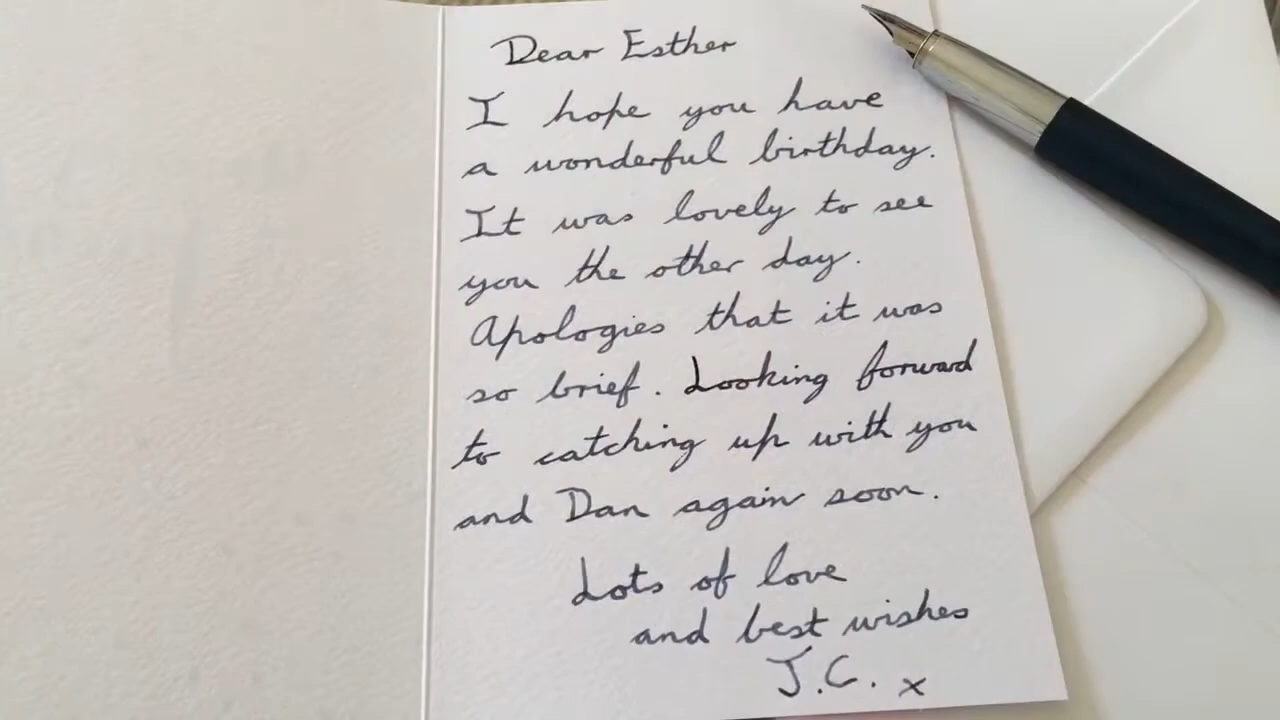 Dear Esther
I hope you have
a wonderful birthday.
It was lovely to see
you the other day.
Apologies that it was
so brief. Looking forward
to catching up with you
and Dan again soon.
Lots of love
and best wishes
J.C. x